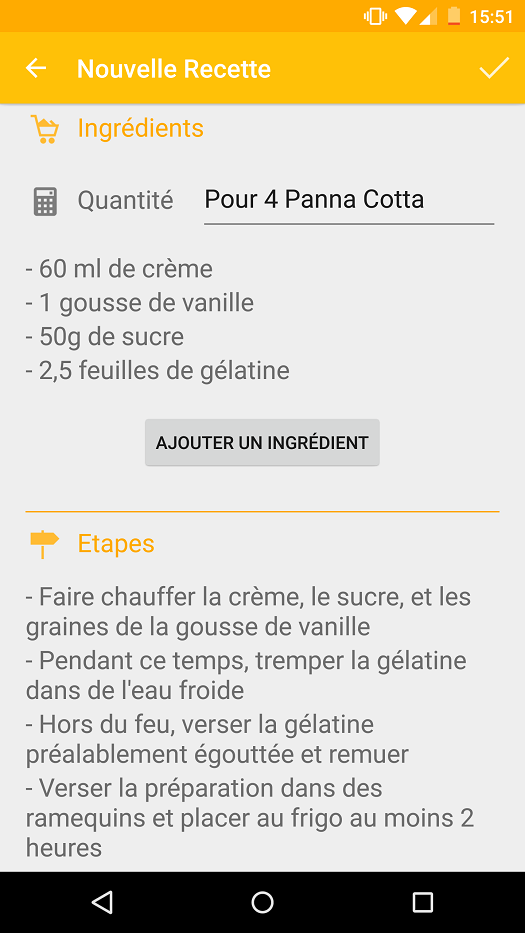 15:51
Nouvelle Recette
Ingrédients
Quantité Pour 4 Panna Cotta
- 60 ml de crème
- 1 gousse de vanille
- 50g de sucre
- 2,5 feuilles de gélatine
AJOUTER UN INGRÉDIENT
Etapes
- Faire chauffer la crème, le sucre, et les
graines de la gousse de vanille
- Pendant ce temps, tremper la gélatine
dans de l'eau froide
- Hors du feu, verser la gélatine
préalablement égouttée et remuer
- Verser la préparation dans des
ramequins et placer au frigo au moins 2
heures